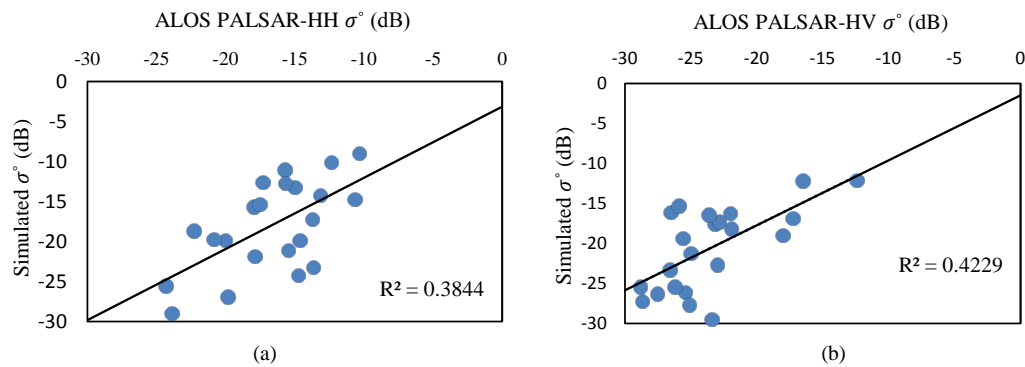 ALOS PALSAR-HH σ° (dB)
-30 -25 -20 -15 -10 -5 0
0
-5
-10
-15
-20
-25
-30
Simulated σ° (dB)
R² = 0.3844
(a)
ALOS PALSAR-HV σ° (dB)
-30 -25 -20 -15 -10 -5 0
0
-5
-10
-15
-20
-25
-30
Simulated σ° (dB)
R² = 0.4229
(b)